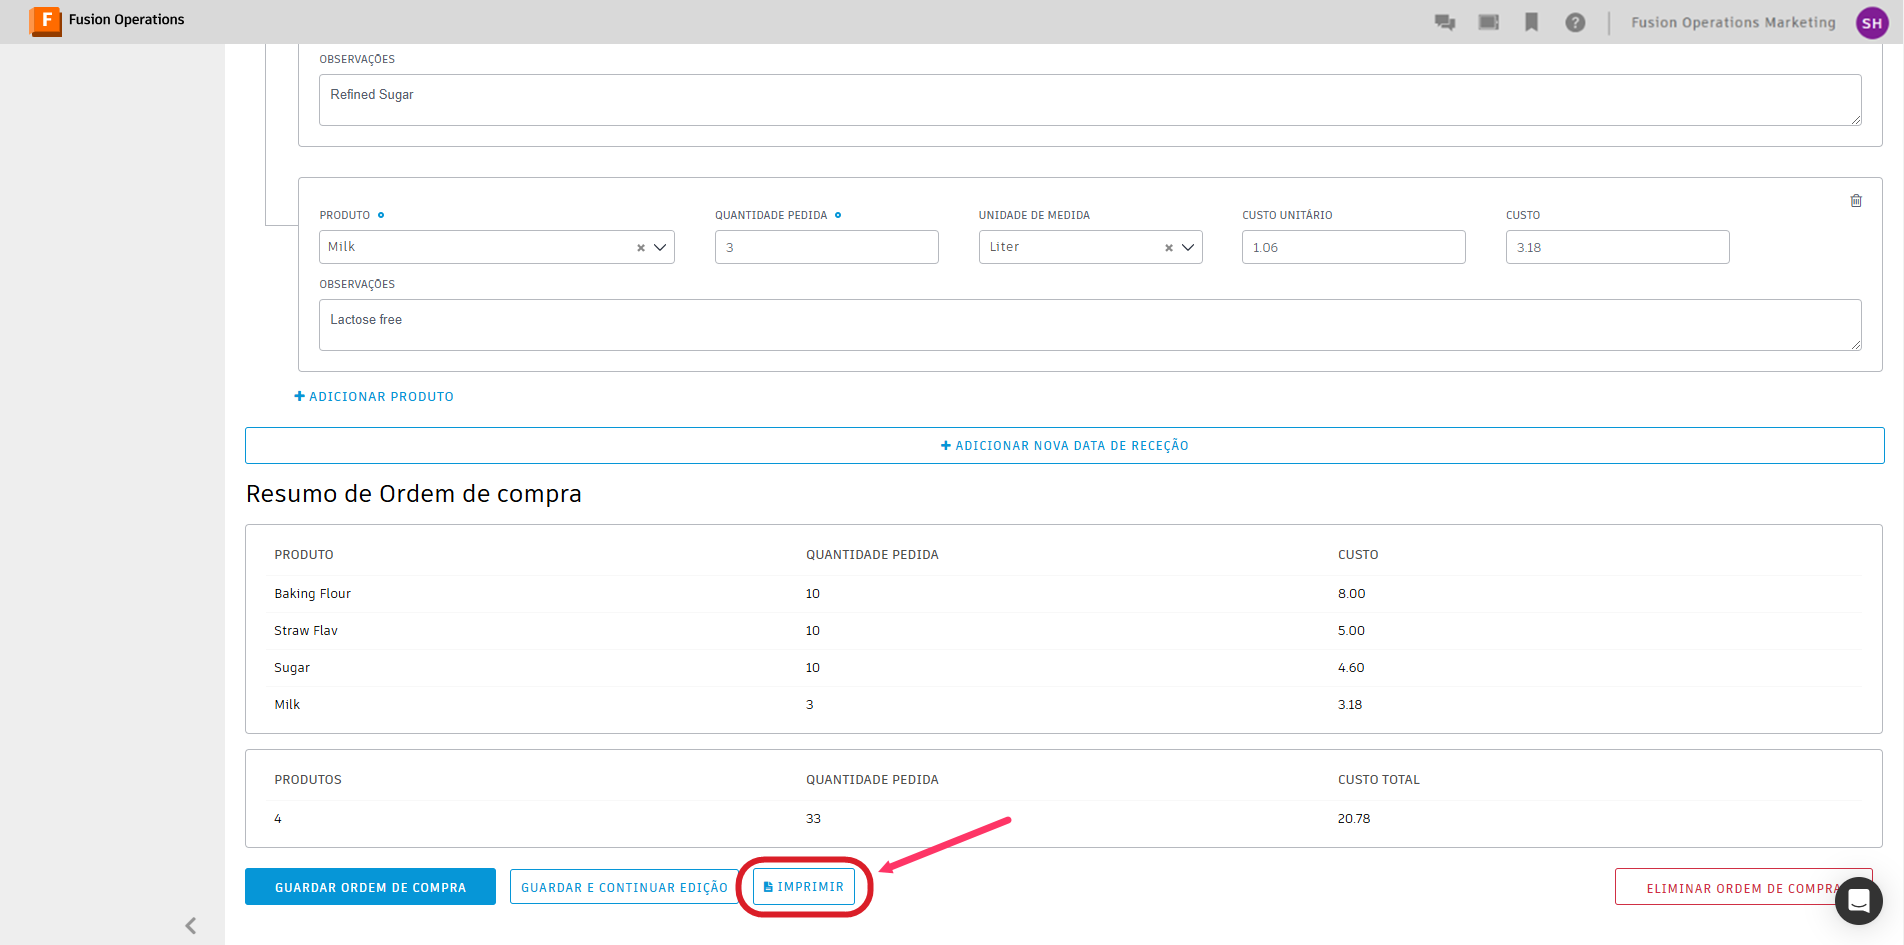 F Fusion Operations
Fusion Operations Marketing SH
OBSERVAÇÕES
Refined Sugar
PRODUTO QUANTIDADE PEDIDA UNIDADE DE MEDIDA CUSTO UNITÁRIO CUSTO
Milk 3 Liter 1.06 3.18
OBSERVAÇÕES
Lactose free
+ ADICIONAR PRODUTO
+ ADICIONAR NOVA DATA DE RECEÇÃO
Resumo de Ordem de compra
PRODUTO QUANTIDADE PEDIDA CUSTO
Baking Flour 10 8.00
Straw Flav 10 5.00
Sugar 10 4.60
Milk 3 3.18
PRODUTOS QUANTIDADE PEDIDA CUSTO TOTAL
4 33 20.78
GUARDAR ORDEM DE COMPRA GUARDAR E CONTINUAR EDIÇÃO IMPRIMIR ELIMINAR ORDEM DE COMPRA